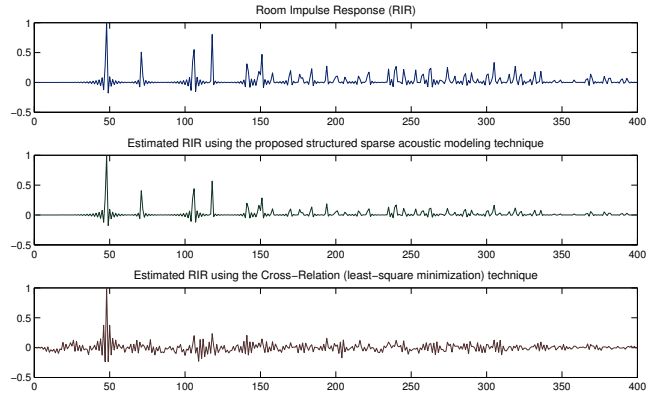 Room Impulse Response (RIR)
1
0.5
0
−0.5
0 50 100 150 200 250 300 350 400
Estimated RIR using the proposed structured sparse acoustic modeling technique
1
0.5
0
−0.5
0 50 100 150 200 250 300 350 400
Estimated RIR using the Cross−Relation (least−square minimization) technique
1
0.5
0
−0.5
0 50 100 150 200 250 300 350 400